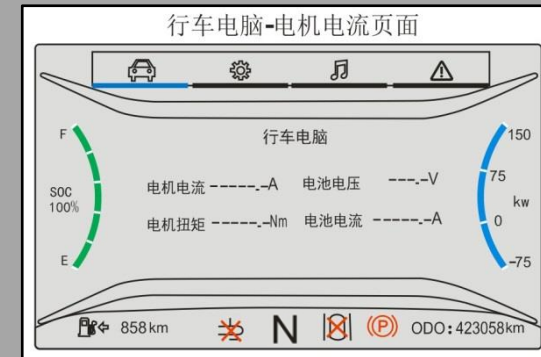 行车电脑-电机电流页面
F
SOC
100%
E
行车电脑
电机电流 -----.-A 电池电压 ---.-V
电机扭矩 -----.-Nm 电池电流 -----.-A
150
75
kw
0
-75
858km
N
(P)
ODO:423058km